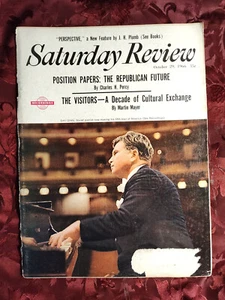 "PERSPECTIVE," a New Feature by J. H. Plumb (See Books)
Saturday Review
October 29, 1966
POSITION PAPERS: THE REPUBLICAN FUTURE
By Charles H. Percy
THE VISITORS—A Decade of Cultural Exchange
By Martin Mayer